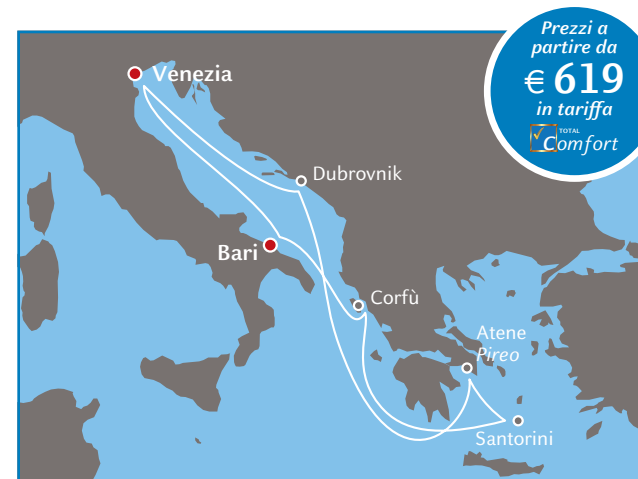 Prezzi a
partire da
€ 619
in tariffa
TOTAL
Comfort
Venezia
Dubrovnik
Bari
Corfù
Atene
Pireo
Santorini